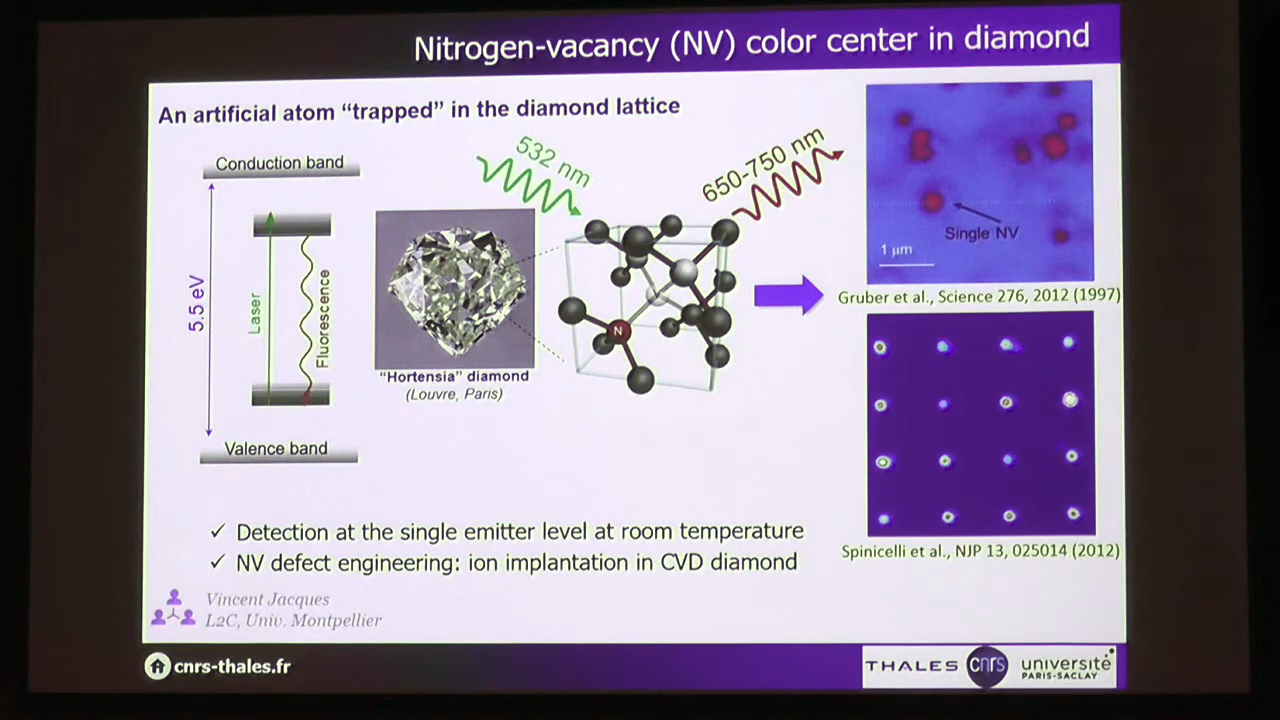 Nitrogen-vacancy (NV) color center in diamond
An artificial atom “trapped” in the diamond lattice
Conduction band
5.5 eV
Laser
Fluorescence
Valence band
532 nm
650-750 nm
N
“Hortensia” diamond
(Louvre, Paris)
Single NV
1 µm
Gruber et al., Science 276, 2012 (1997)
Spinicelli et al., NJP 13, 025014 (2012)
✓ Detection at the single emitter level at room temperature
✓ NV defect engineering: ion implantation in CVD diamond
Vincent Jacques
L2C, Univ. Montpellier
cnrs-thales.fr
THALES
cnrs
université
PARIS-SACLAY